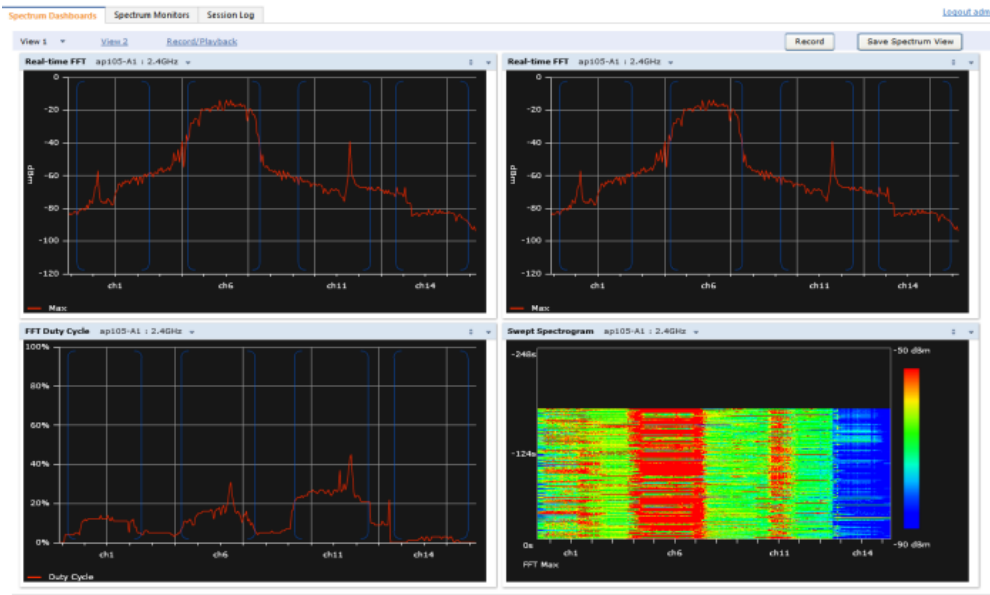 Spectrum Dashboards Spectrum Monitors Session Log Logout adm
View 1 View 2 Record/Playback Record Save Spectrum View
Real-time FFT ap105-A1 : 2.4GHz
0
-20
-40
-60
-80
-100
-120
dBm
ch1 ch6 ch11 ch14
Max
Real-time FFT ap105-A1 : 2.4GHz
0
-20
-40
-60
-80
-100
-120
dBm
ch1 ch6 ch11 ch14
Max
FFT Duty Cycle ap105-A1 : 2.4GHz
100%
80%
60%
40%
20%
0%
ch1 ch6 ch11 ch14
Duty Cycle
Swept Spectrogram ap105-A1 : 2.4GHz
-248s -50 dBm
-124s
0s -90 dBm
ch1 ch6 ch11 ch14
FFT Max